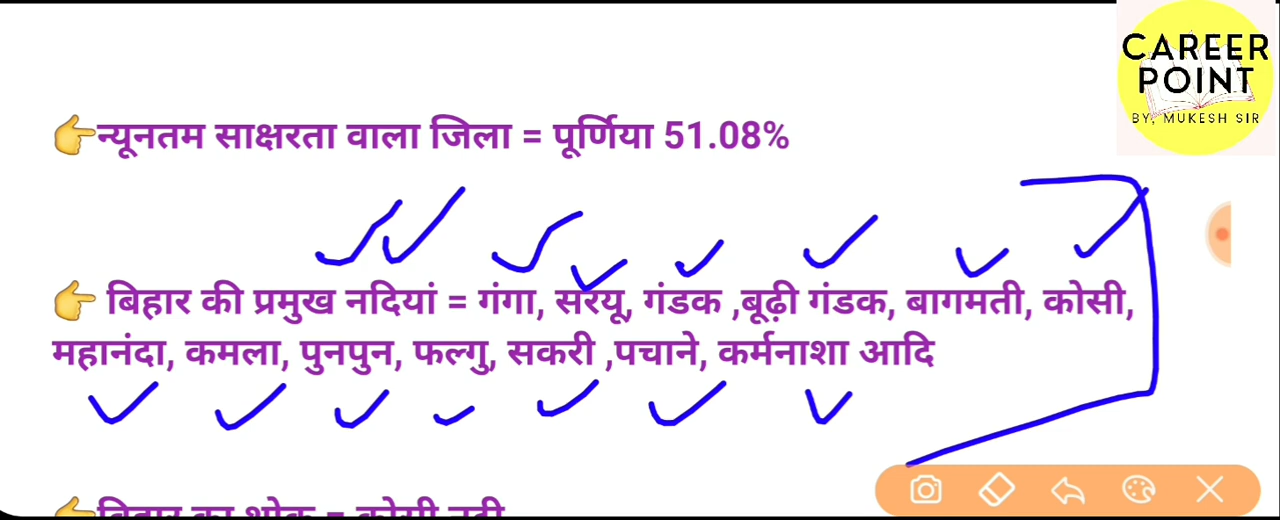 CAREER
POINT
BY, MUKESH SIR
👉न्यूनतम साक्षरता वाला जिला = पूर्णिया 51.08%
👉 बिहार की प्रमुख नदियां = गंगा, सरयू, गंडक ,बूढ़ी गंडक, बागमती, कोसी,
महानंदा, कमला, पुनपुन, फल्गु, सकरी ,पचाने, कर्मनाशा आदि
👉बिहार का शोक = कोसी नदी